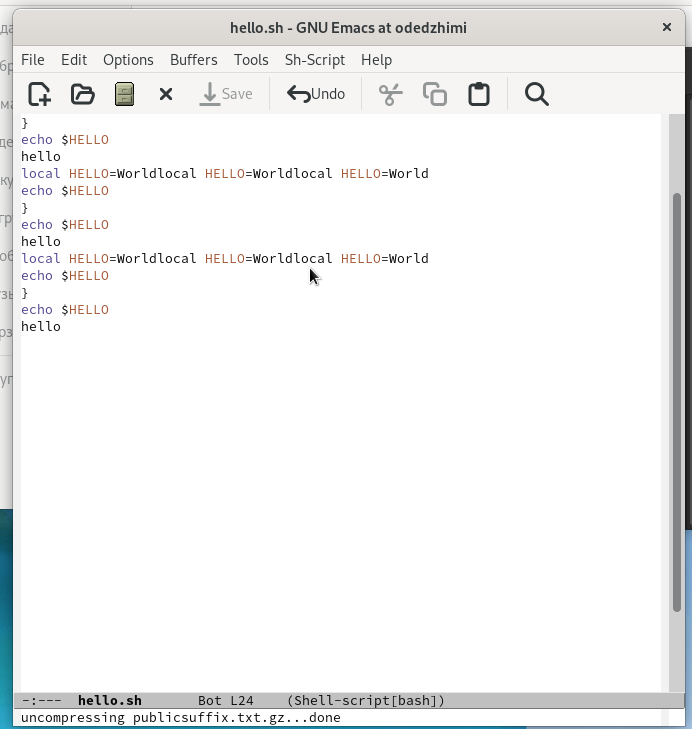 hello.sh - GNU Emacs at odedzhimi
File Edit Options Buffers Tools Sh-Script Help
Save Undo
}
echo $HELLO
hello
local HELLO=Worldlocal HELLO=Worldlocal HELLO=World
echo $HELLO
}
echo $HELLO
hello
local HELLO=Worldlocal HELLO=Worldlocal HELLO=World
echo $HELLO
}
echo $HELLO
hello
-:--- hello.sh Bot L24 (Shell-script[bash])
uncompressing publicsuffix.txt.gz...done